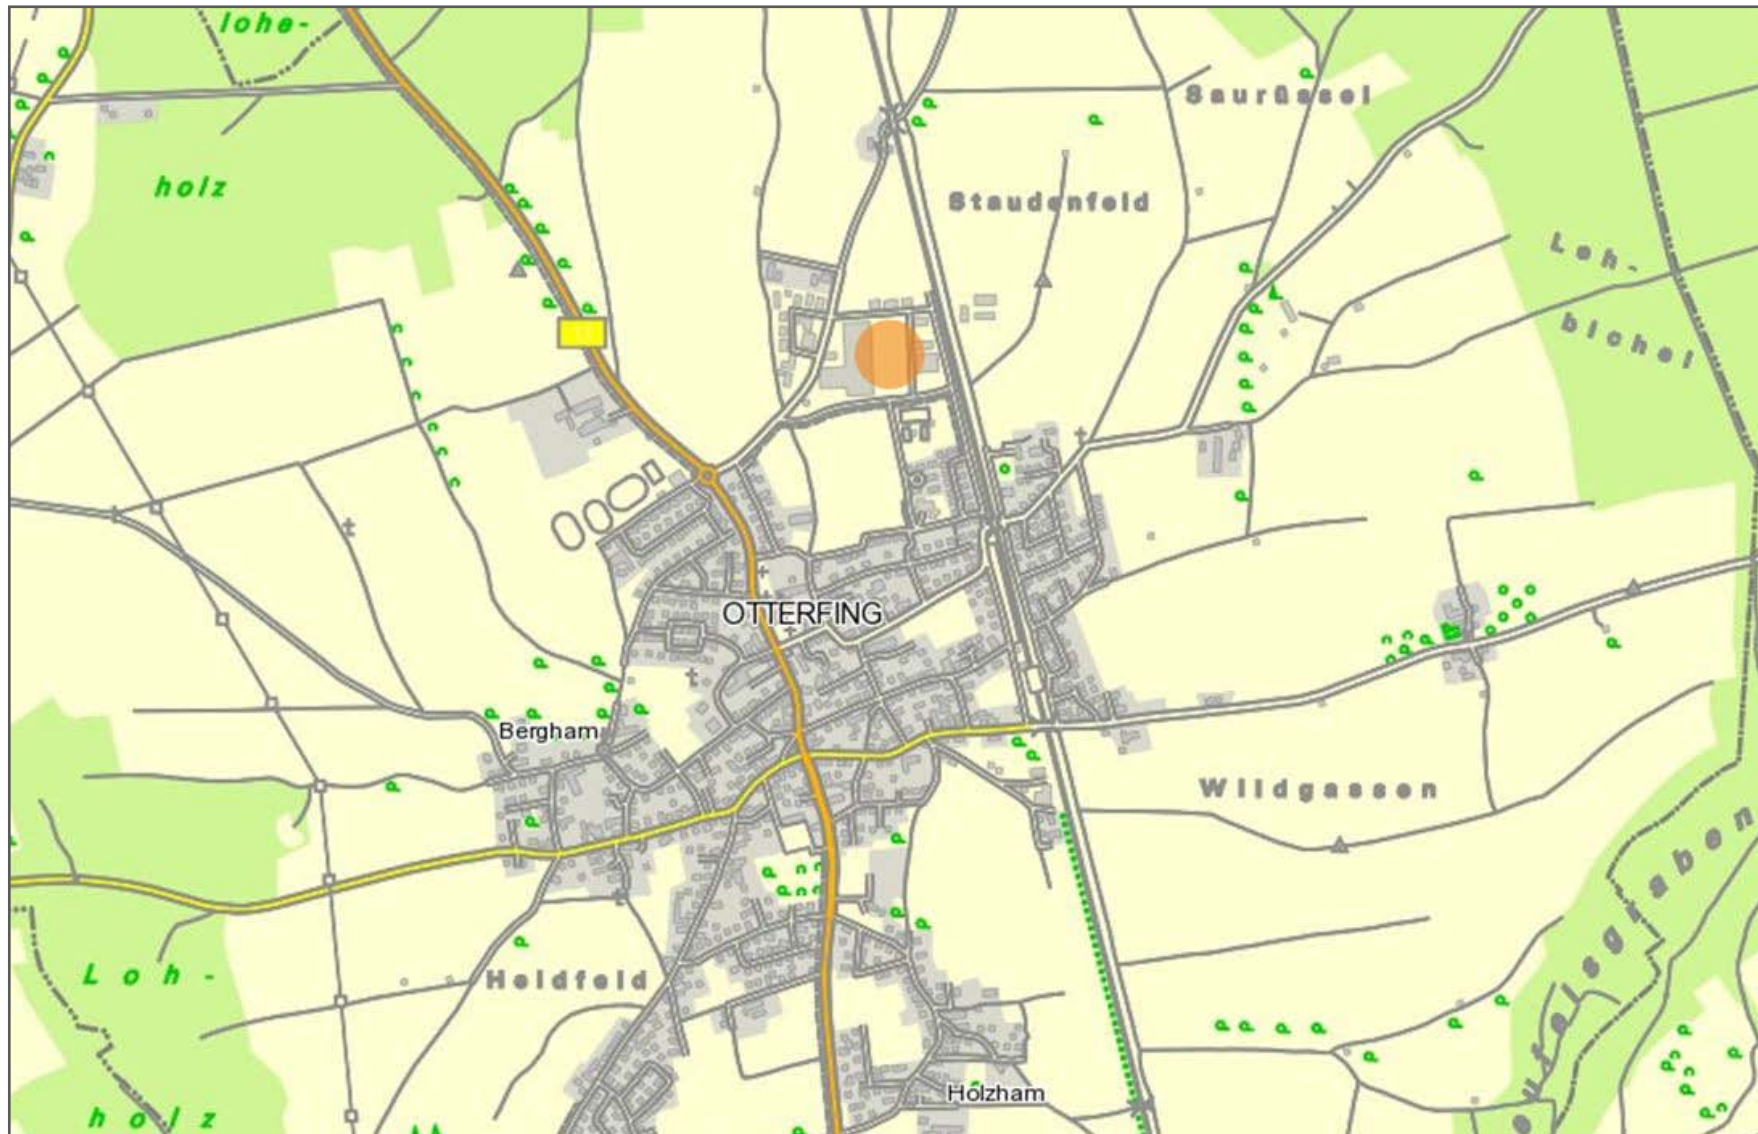 lohe-
holz
Saurüssel
Staudenfeld
Loh-
bichel
OTTERFING
Bergham
Wildgassen
Loh-
holz
Heidfeld
Holzham